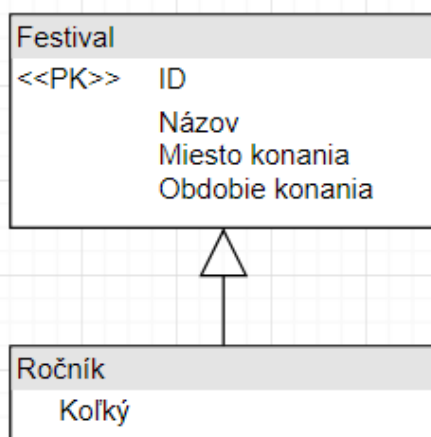 Festival
<<PK>> ID
Názov
Miesto konania
Obdobie konania
Ročník
Koľký